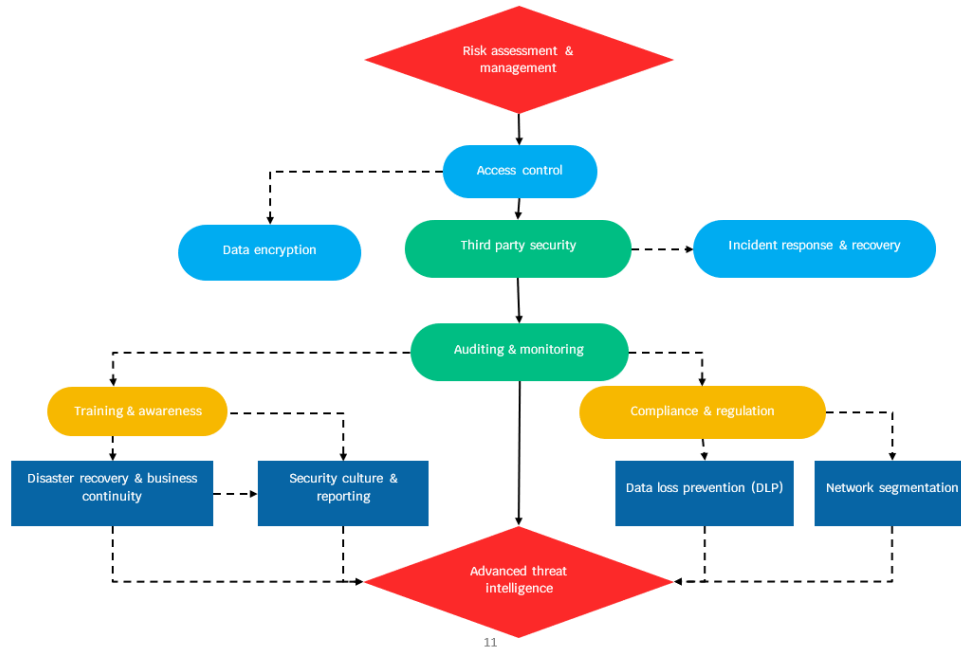 Risk assessment &
management
Access control
Data encryption
Third party security
Incident response & recovery
Auditing & monitoring
Training & awareness
Compliance & regulation
Disaster recovery & business
continuity
Security culture &
reporting
Data loss prevention (DLP)
Network segmentation
Advanced threat
intelligence
11